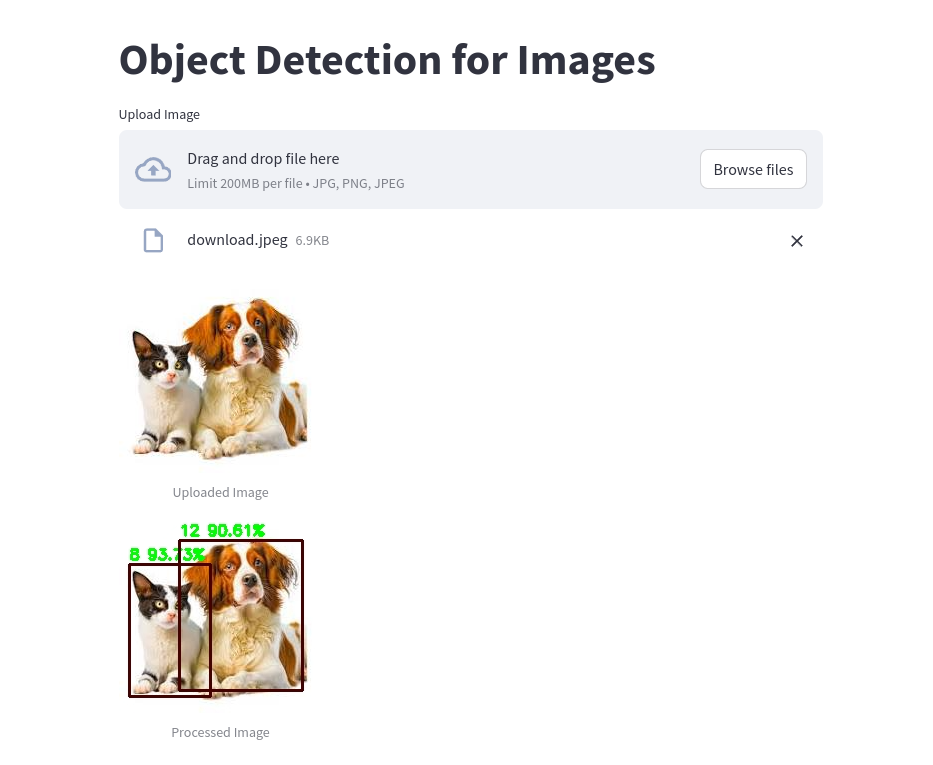 Object Detection for Images
Upload Image
Drag and drop file here
Limit 200MB per file • JPG, PNG, JPEG
Browse files
download.jpeg 6.9KB
Uploaded Image
12 90.61%
8 93.73%
Processed Image